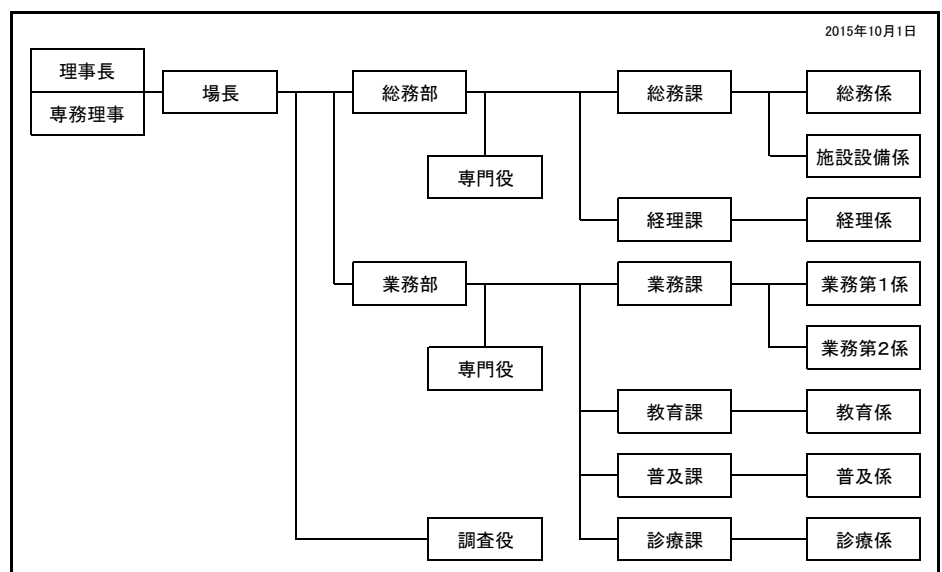 2015年10月1日
理事長
専務理事
場長
総務部
総務課
総務係
施設設備係
専門役
経理課
経理係
業務部
業務課
業務第1係
業務第2係
専門役
教育課
教育係
普及課
普及係
調査役
診療課
診療係